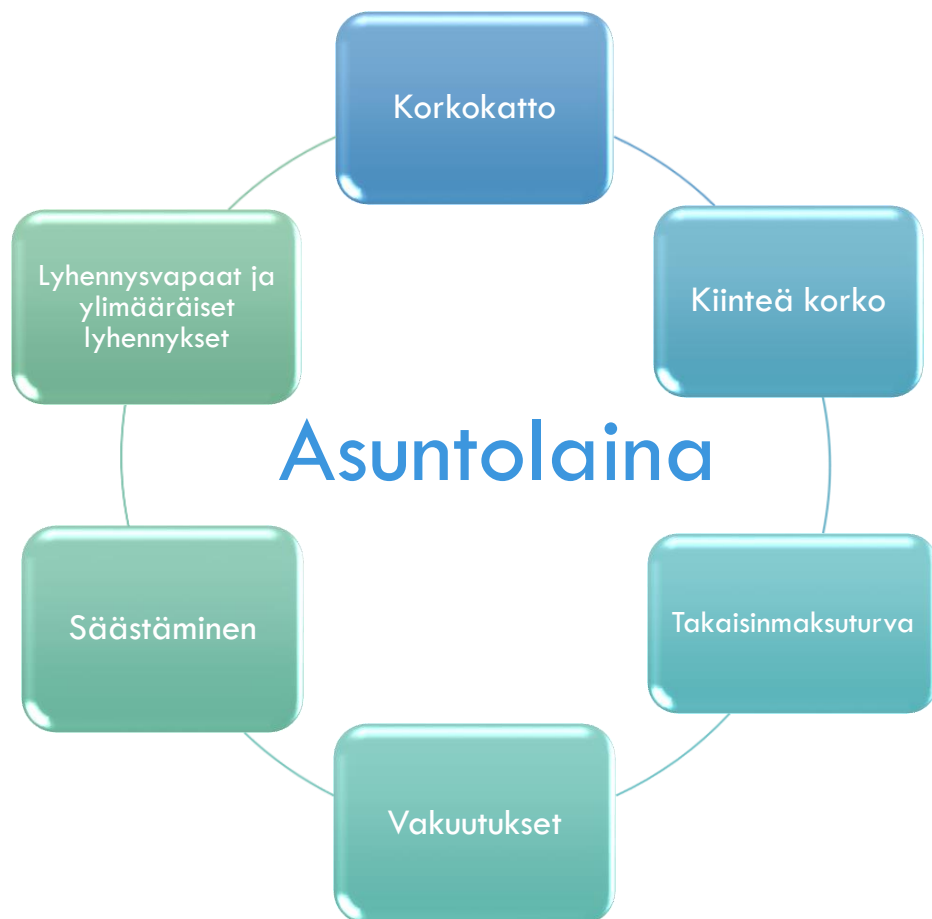 Korkokatto
Kiinteä korko
Takaisinmaksuturva
Vakuutukset
Säästäminen
Lyhennysvapaat ja
ylimääräiset
lyhennykset
Asuntolaina